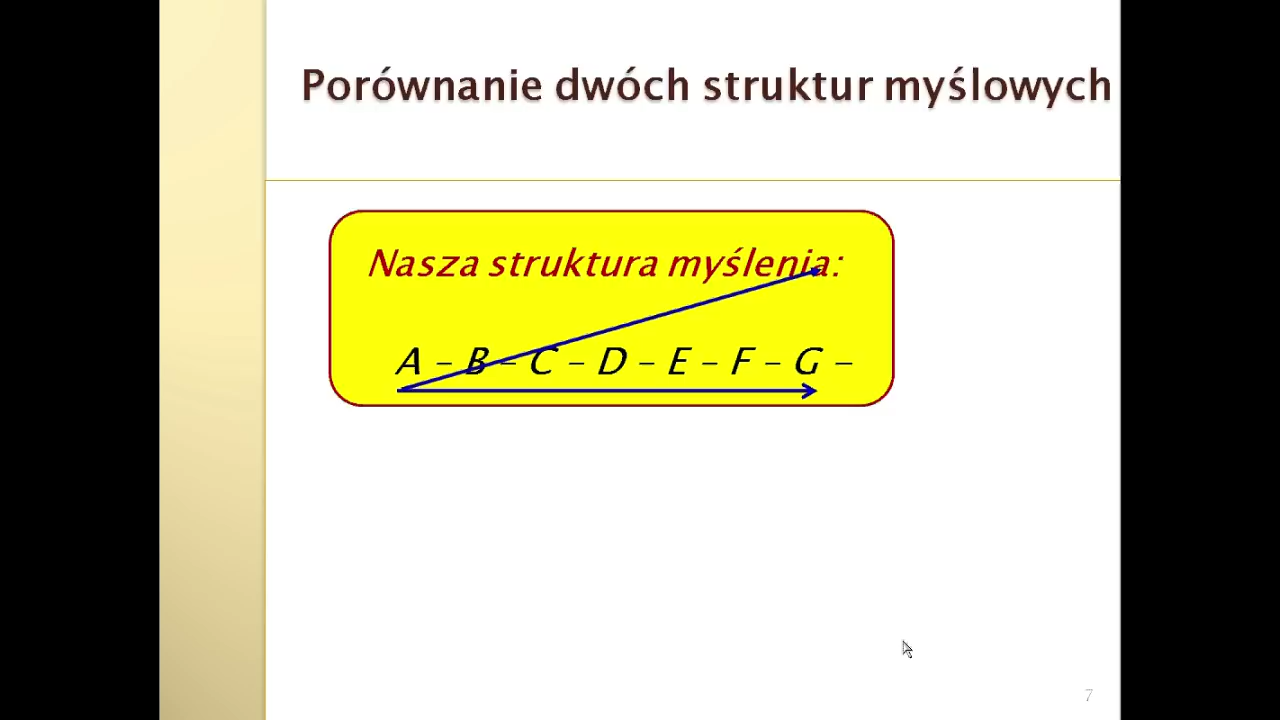 Porównanie dwóch struktur myślowych
Nasza struktura myślenia:
A – B – C – D – E – F – G –
7